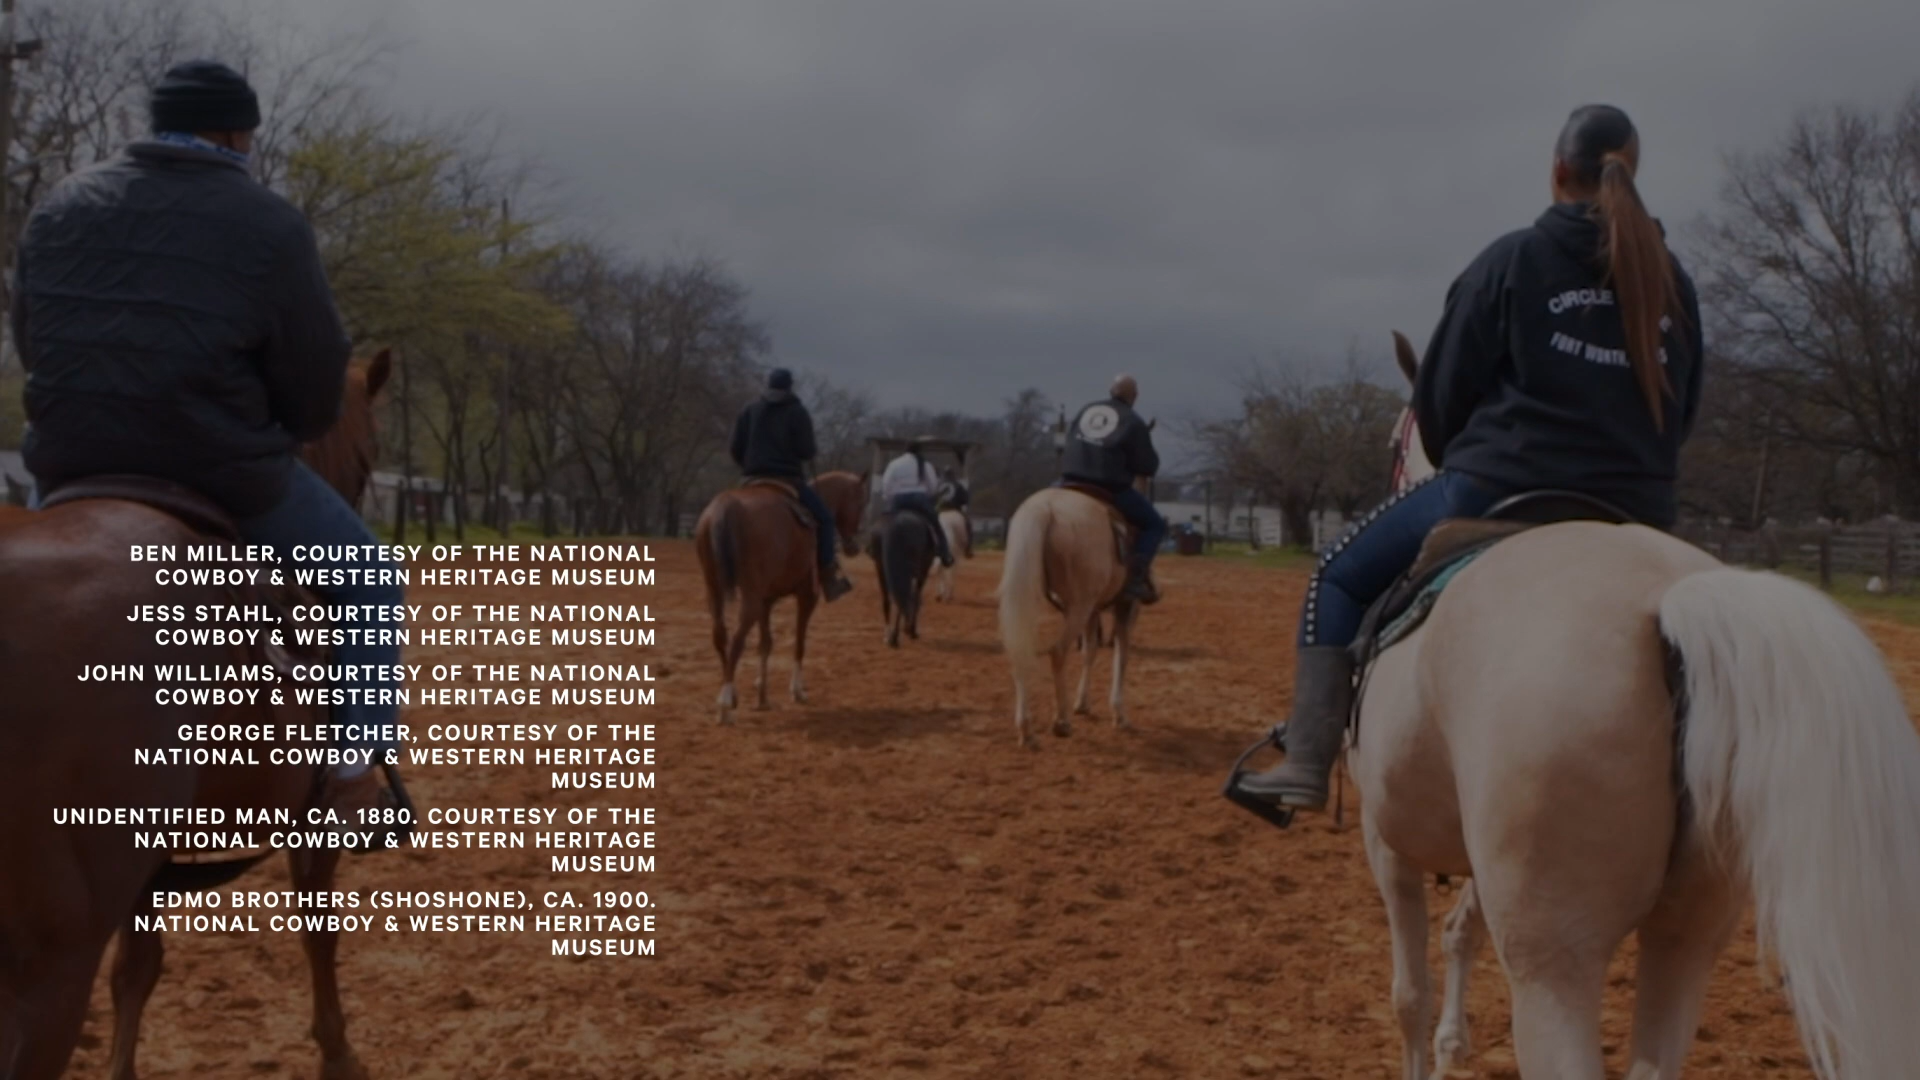 CIRCLE
FORT WORTH,
BEN MILLER, COURTESY OF THE NATIONAL
COWBOY & WESTERN HERITAGE MUSEUM
JESS STAHL, COURTESY OF THE NATIONAL
COWBOY & WESTERN HERITAGE MUSEUM
JOHN WILLIAMS, COURTESY OF THE NATIONAL
COWBOY & WESTERN HERITAGE MUSEUM
GEORGE FLETCHER, COURTESY OF THE
NATIONAL COWBOY & WESTERN HERITAGE
MUSEUM
UNIDENTIFIED MAN, CA. 1880. COURTESY OF THE
NATIONAL COWBOY & WESTERN HERITAGE
MUSEUM
EDMO BROTHERS (SHOSHONE), CA. 1900.
NATIONAL COWBOY & WESTERN HERITAGE
MUSEUM